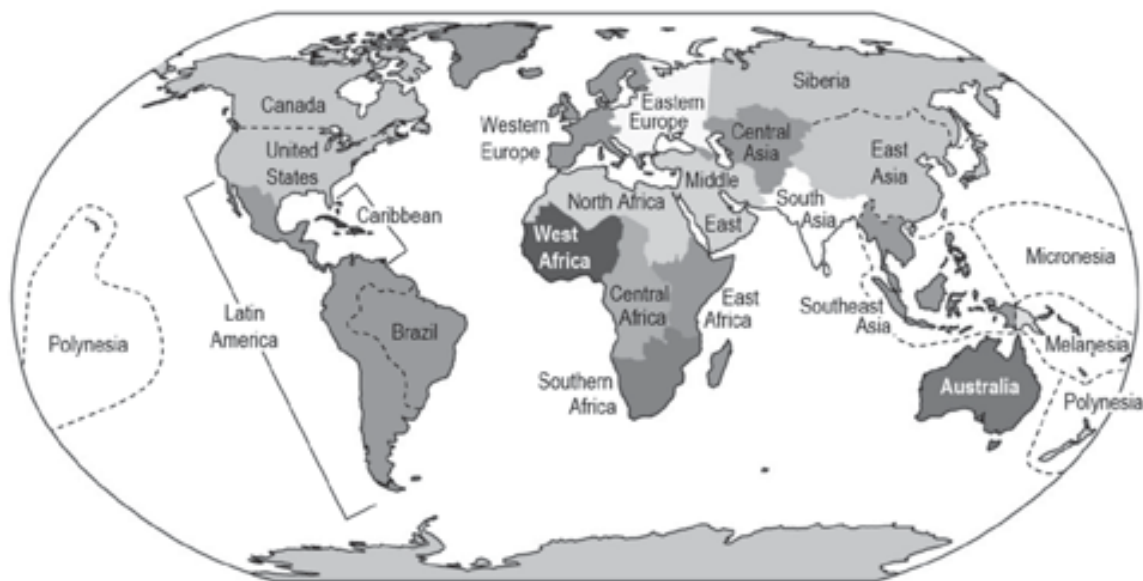 Canada
United
States
Caribbean
Latin
America
Brazil
Polynesia
Western
Europe
Eastern
Europe
Siberia
Central
Asia
East
Asia
Middle
East
South
Asia
North Africa
West
Africa
Central
Africa
East
Africa
Southern
Africa
Southeast
Asia
Micronesia
Melanesia
Australia
Polynesia